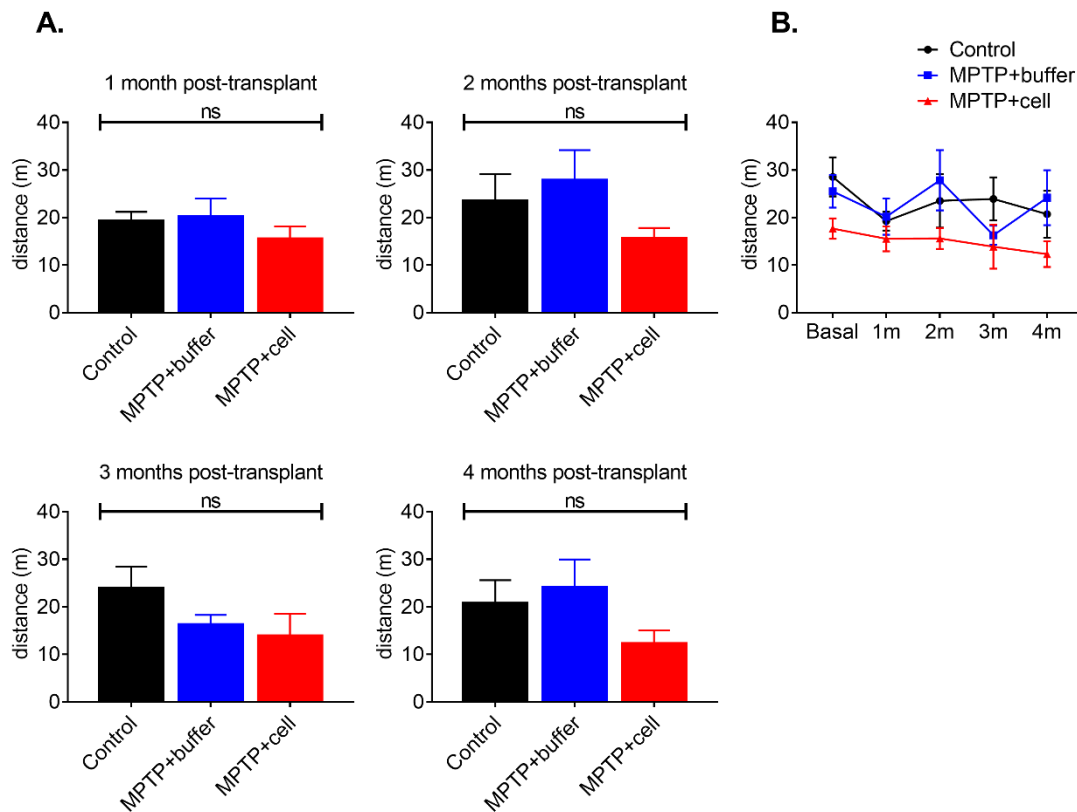 A.
1 month post-transplant
ns
40
30
20
10
0
distance (m)
Control
MPTP+buffer
MPTP+cell
2 months post-transplant
ns
40
30
20
10
0
distance (m)
Control
MPTP+buffer
MPTP+cell
B.
Control
MPTP+buffer
MPTP+cell
40
30
20
10
0
distance (m)
Basal 1m 2m 3m 4m
3 months post-transplant
ns
40
30
20
10
0
distance (m)
Control
MPTP+buffer
MPTP+cell
4 months post-transplant
ns
40
30
20
10
0
distance (m)
Control
MPTP+buffer
MPTP+cell